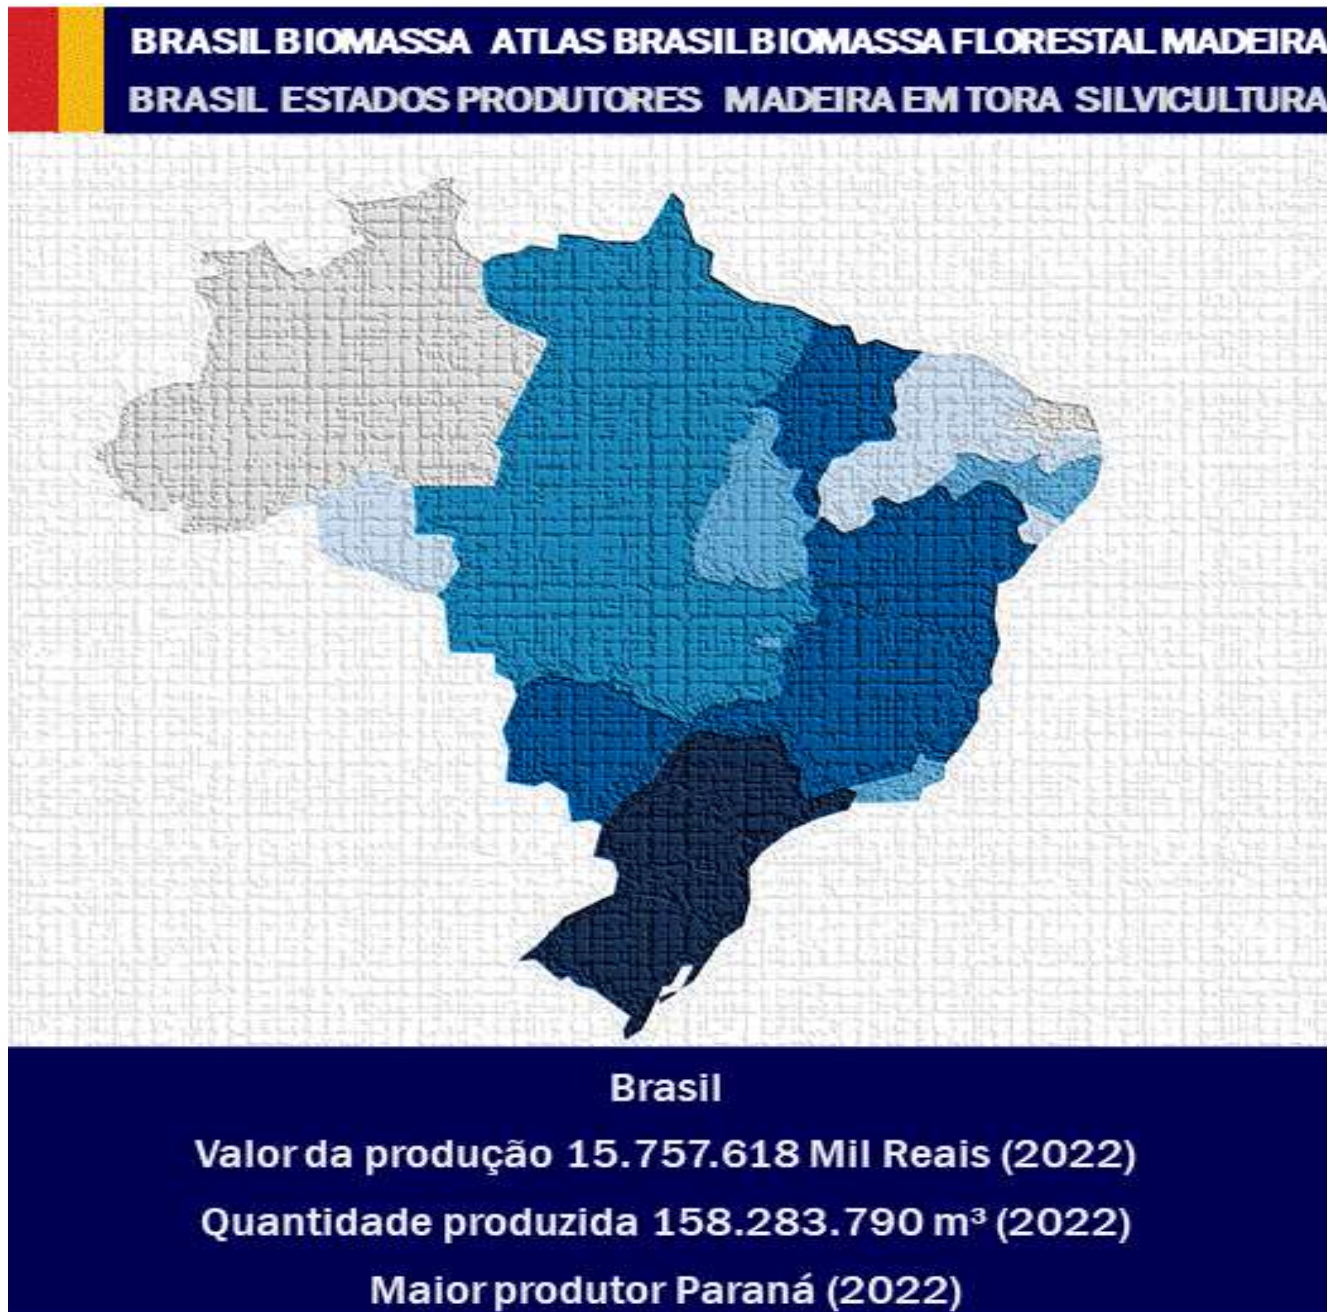 BRASIL BIOMASSA ATLAS BRASIL BIOMASSA FLORESTAL MADEIRA
BRASIL ESTADOS PRODUTORES MADEIRA EM TORA SILVICULTURA
Brasil
Valor da produção 15.757.618 Mil Reais (2022)
Quantidade produzida 158.283.790 m³ (2022)
Maior produtor Paraná (2022)